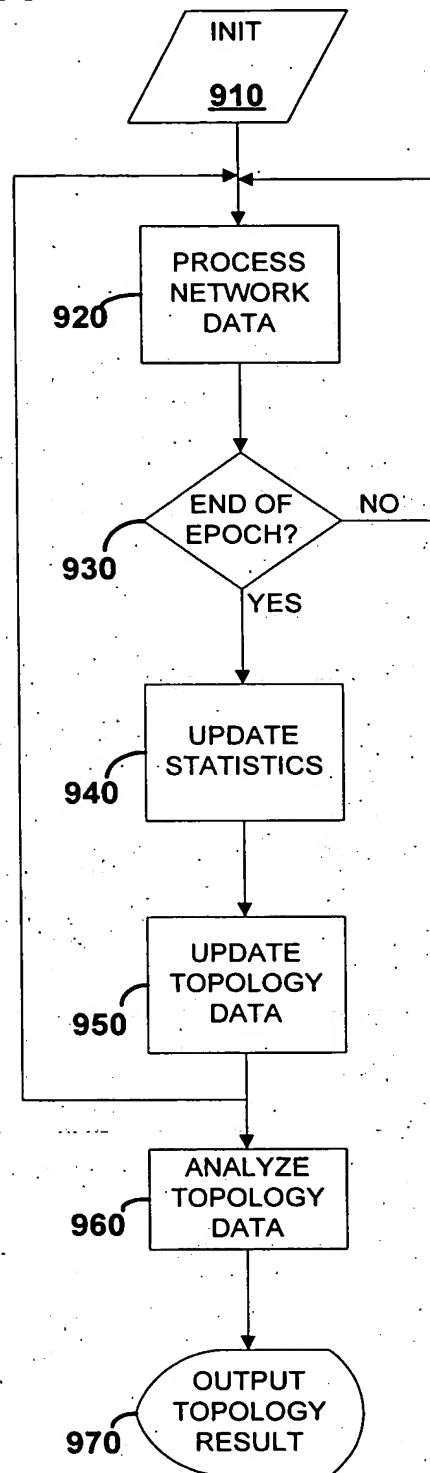 INIT
910
PROCESS
NETWORK
DATA
920
END OF
EPOCH?
NO
930
YES
UPDATE
STATISTICS
940
UPDATE
TOPOLOGY
DATA
950
ANALYZE
TOPOLOGY
DATA
960
OUTPUT
TOPOLOGY
RESULT
970